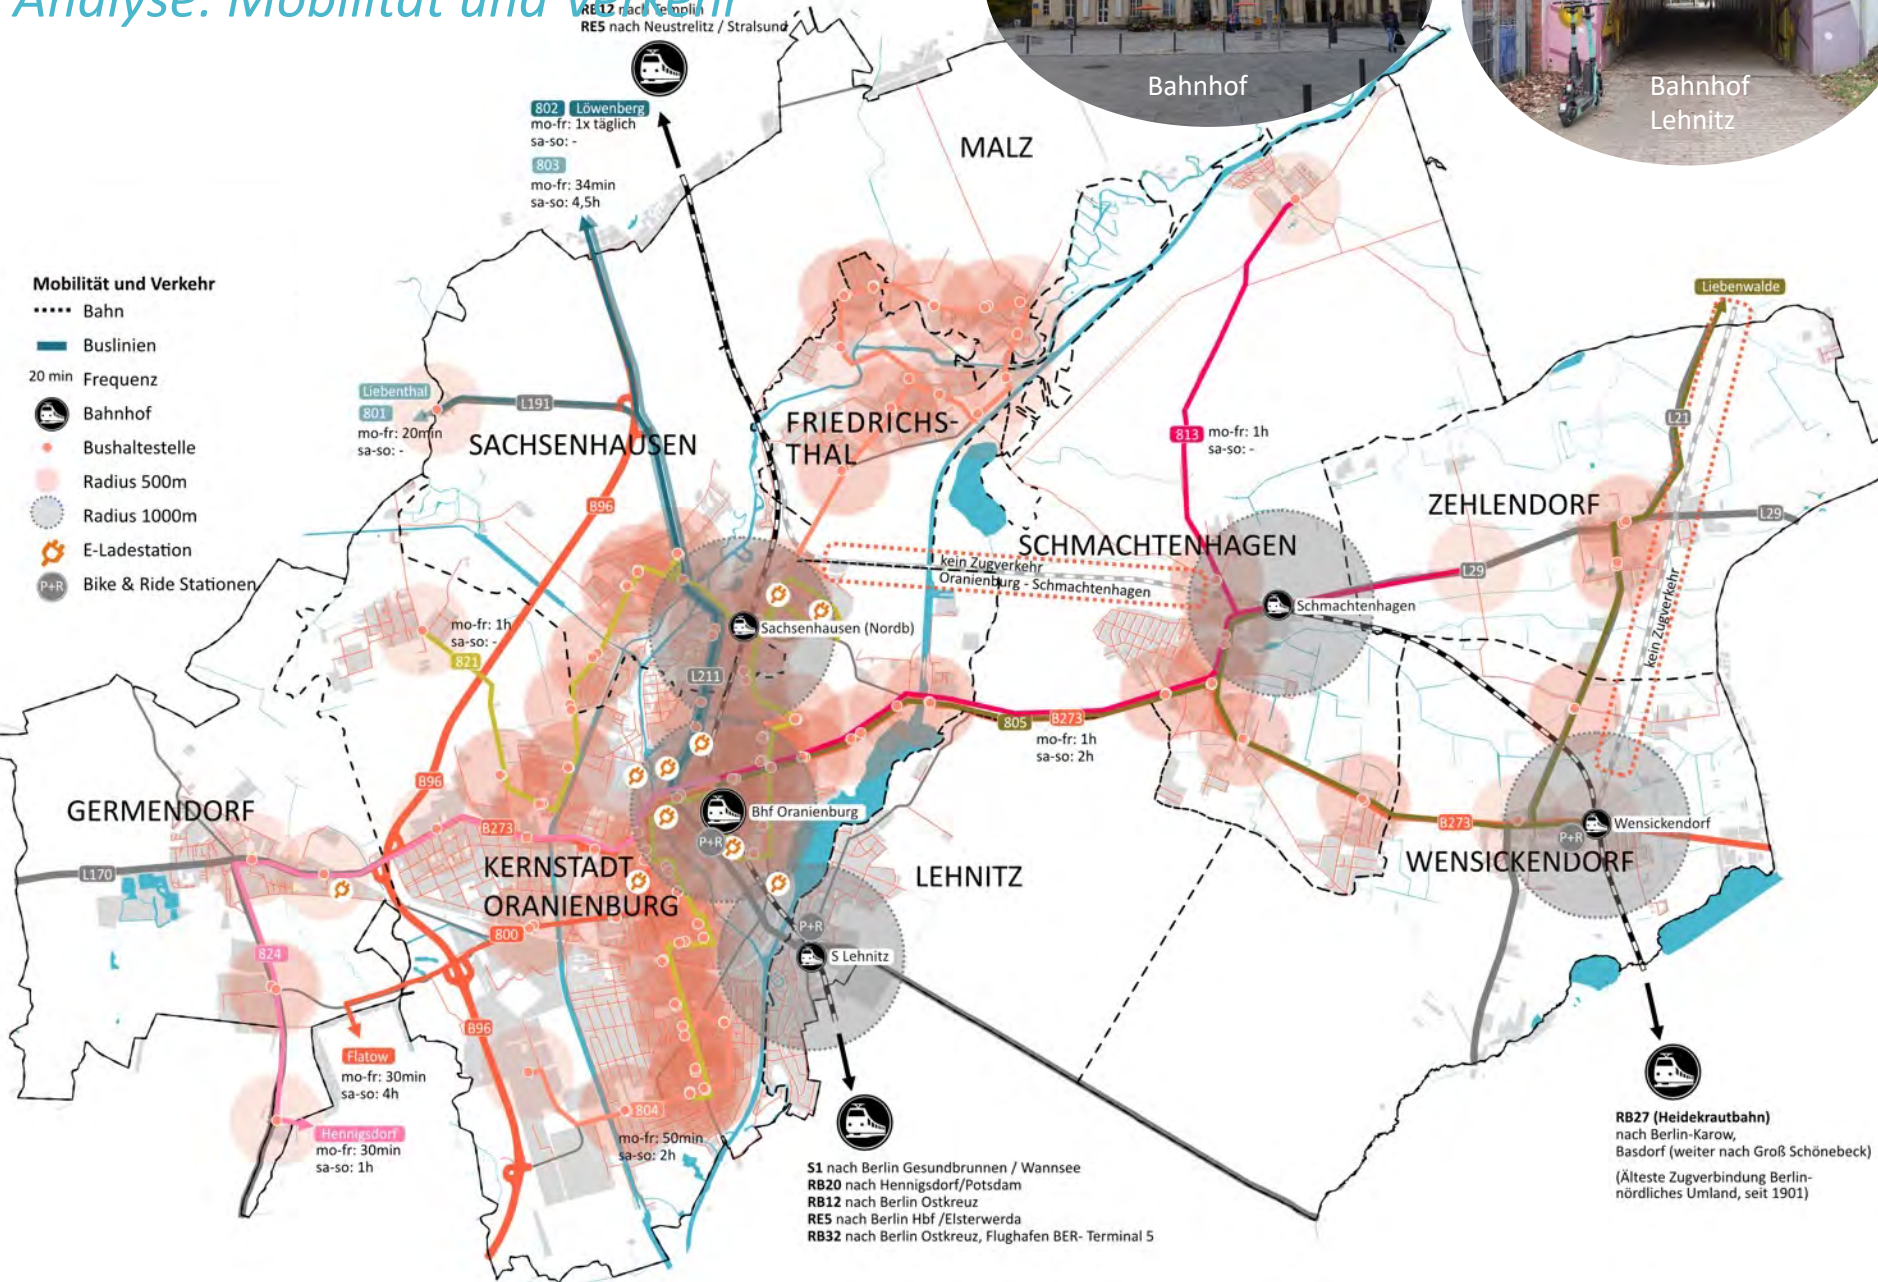 Analyse: Mobilität und Verkehr
RB12 nach Templin
RE5 nach Neustrelitz / Stralsund
Bahnhof
Bahnhof
Lehnitz
802 Löwenberg
mo-fr: 1x täglich
sa-so: -
803
mo-fr: 34min
sa-so: 4,5h
MALZ
Mobilität und Verkehr
Bahn
Buslinien
20 min Frequenz
Bahnhof
Bushaltestelle
Radius 500m
Radius 1000m
E-Ladestation
P+R Bike & Ride Stationen
Liebenthal
801
mo-fr: 20min
sa-so: -
L191
SACHSENHAUSEN
B96
FRIEDRICHS-
THAL
813 mo-fr: 1h
sa-so: -
Liebenwalde
L21
ZEHLENDORF
L29
L29
kein Zugverkehr
SCHMACHTENHAGEN
kein Zugverkehr
Oranienburg - Schmachtenhagen
Schmachtenhagen
Sachsenhausen (Nordb)
mo-fr: 1h
sa-so: -
821
L211
805 B273
mo-fr: 1h
sa-so: 2h
B96
GERMENDORF
B273
Bhf Oranienburg
P+R
KERNSTADT
ORANIENBURG
LEHNITZ
B273
Wensickendorf
P+R
WENSICKENDORF
L170
800
P+R
S Lehnitz
824
B96
Flatow
mo-fr: 30min
sa-so: 4h
Hennigsdorf
mo-fr: 30min
sa-so: 1h
804
mo-fr: 50min
sa-so: 2h
S1 nach Berlin Gesundbrunnen / Wannsee
RB20 nach Hennigsdorf/Potsdam
RB12 nach Berlin Ostkreuz
RE5 nach Berlin Hbf /Elsterwerda
RB32 nach Berlin Ostkreuz, Flughafen BER- Terminal 5
RB27 (Heidekrautbahn)
nach Berlin-Karow,
Basdorf (weiter nach Groß Schönebeck)
(Älteste Zugverbindung Berlin-
nördliches Umland, seit 1901)